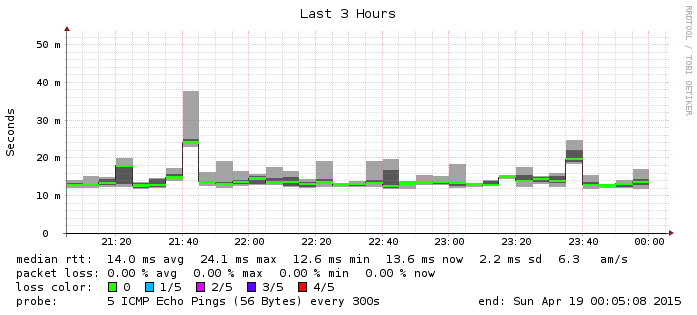 Last 3 Hours
RRDTOOL / TOBI OETIKER
Seconds
50 m
40 m
30 m
20 m
10 m
0
21:20 21:40 22:00 22:20 22:40 23:00 23:20 23:40 00:00
median rtt: 14.0 ms avg 24.1 ms max 12.6 ms min 13.6 ms now 2.2 ms sd 6.3 am/s
packet loss: 0.00 % avg 0.00 % max 0.00 % min 0.00 % now
loss color: 0 1/5 2/5 3/5 4/5
probe: 5 ICMP Echo Pings (56 Bytes) every 300s end: Sun Apr 19 00:05:08 2015